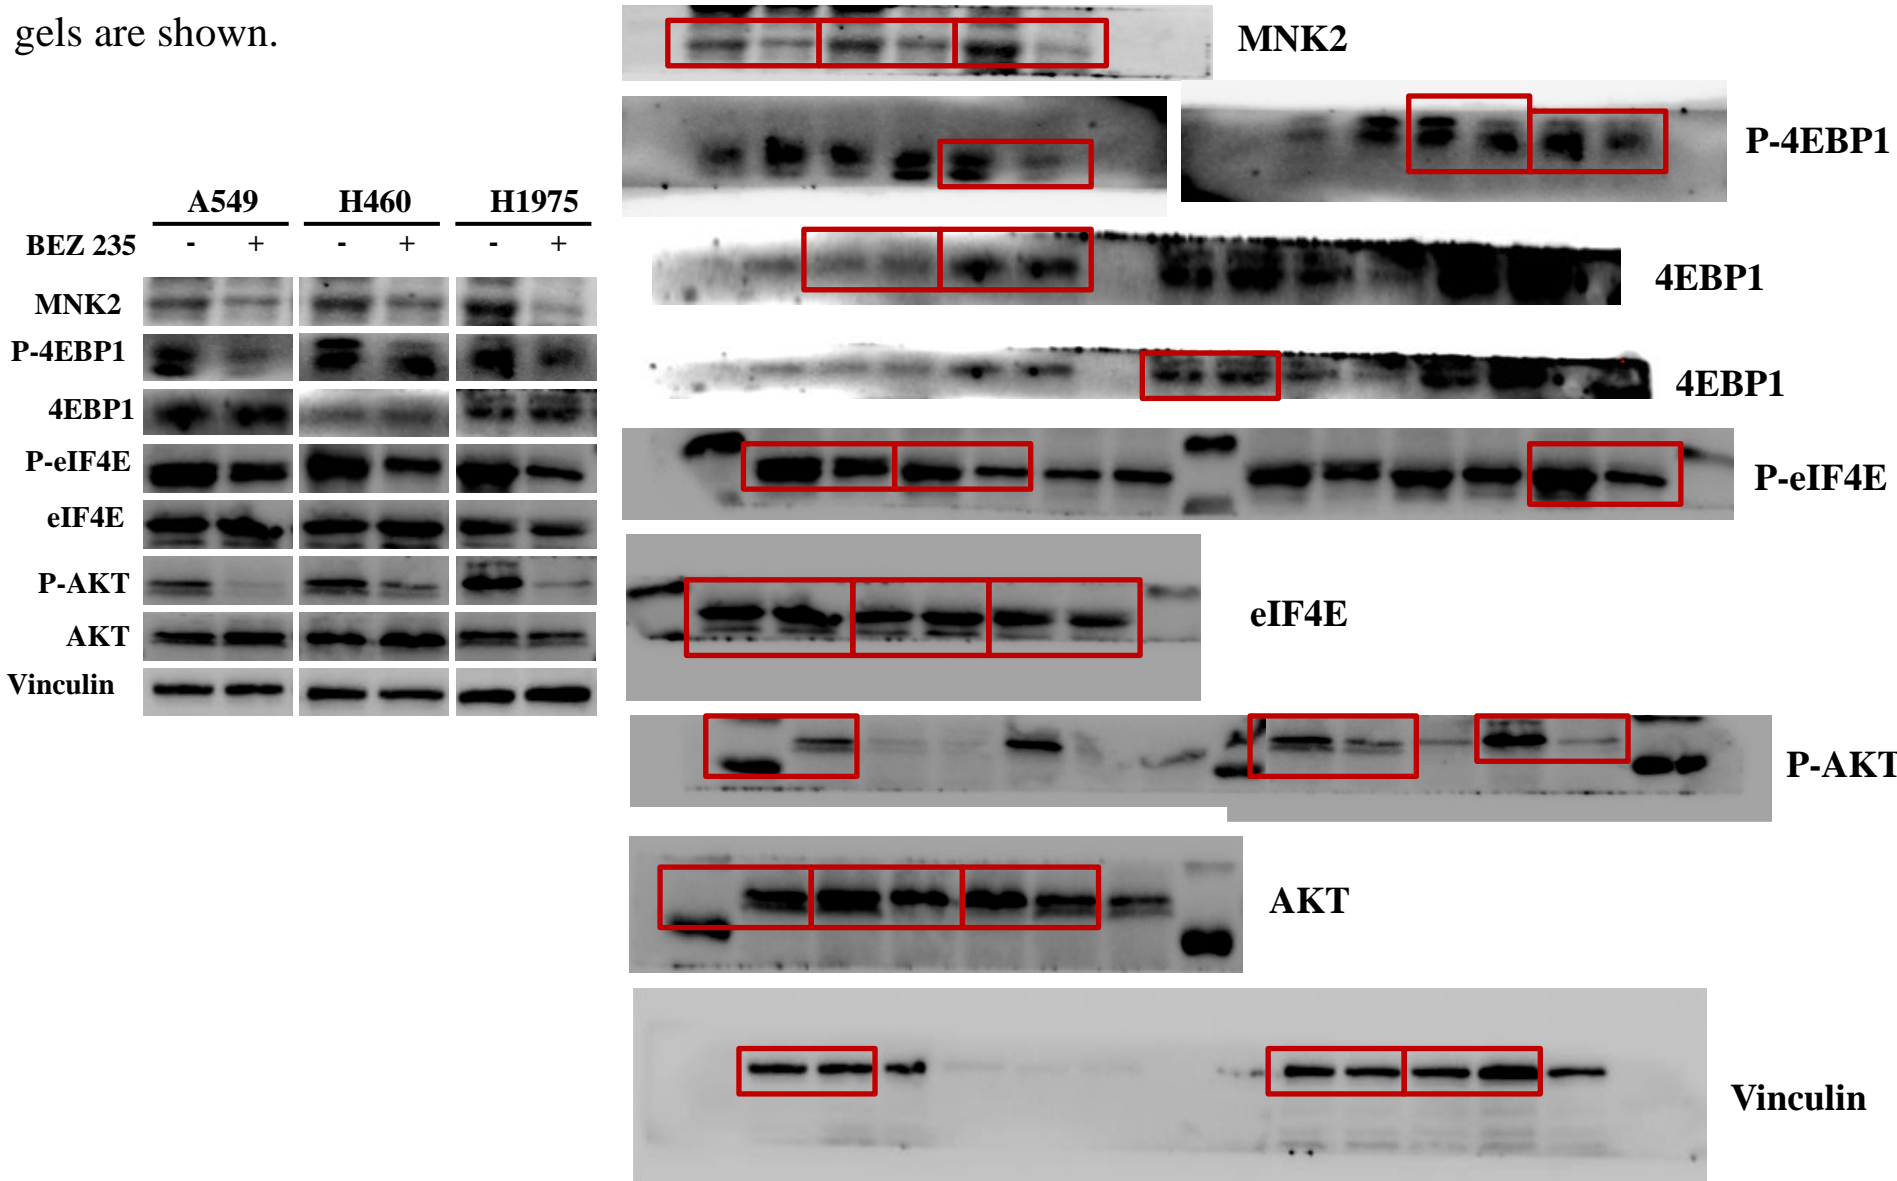 gels are shown.
A549 H460 H1975
BEZ 235 - + - + - +
MNK2
P-4EBP1
4EBP1
P-eIF4E
eIF4E
P-AKT
AKT
Vinculin
MNK2
P-4EBP1
4EBP1
4EBP1
P-eIF4E
eIF4E
P-AKT
AKT
Vinculin